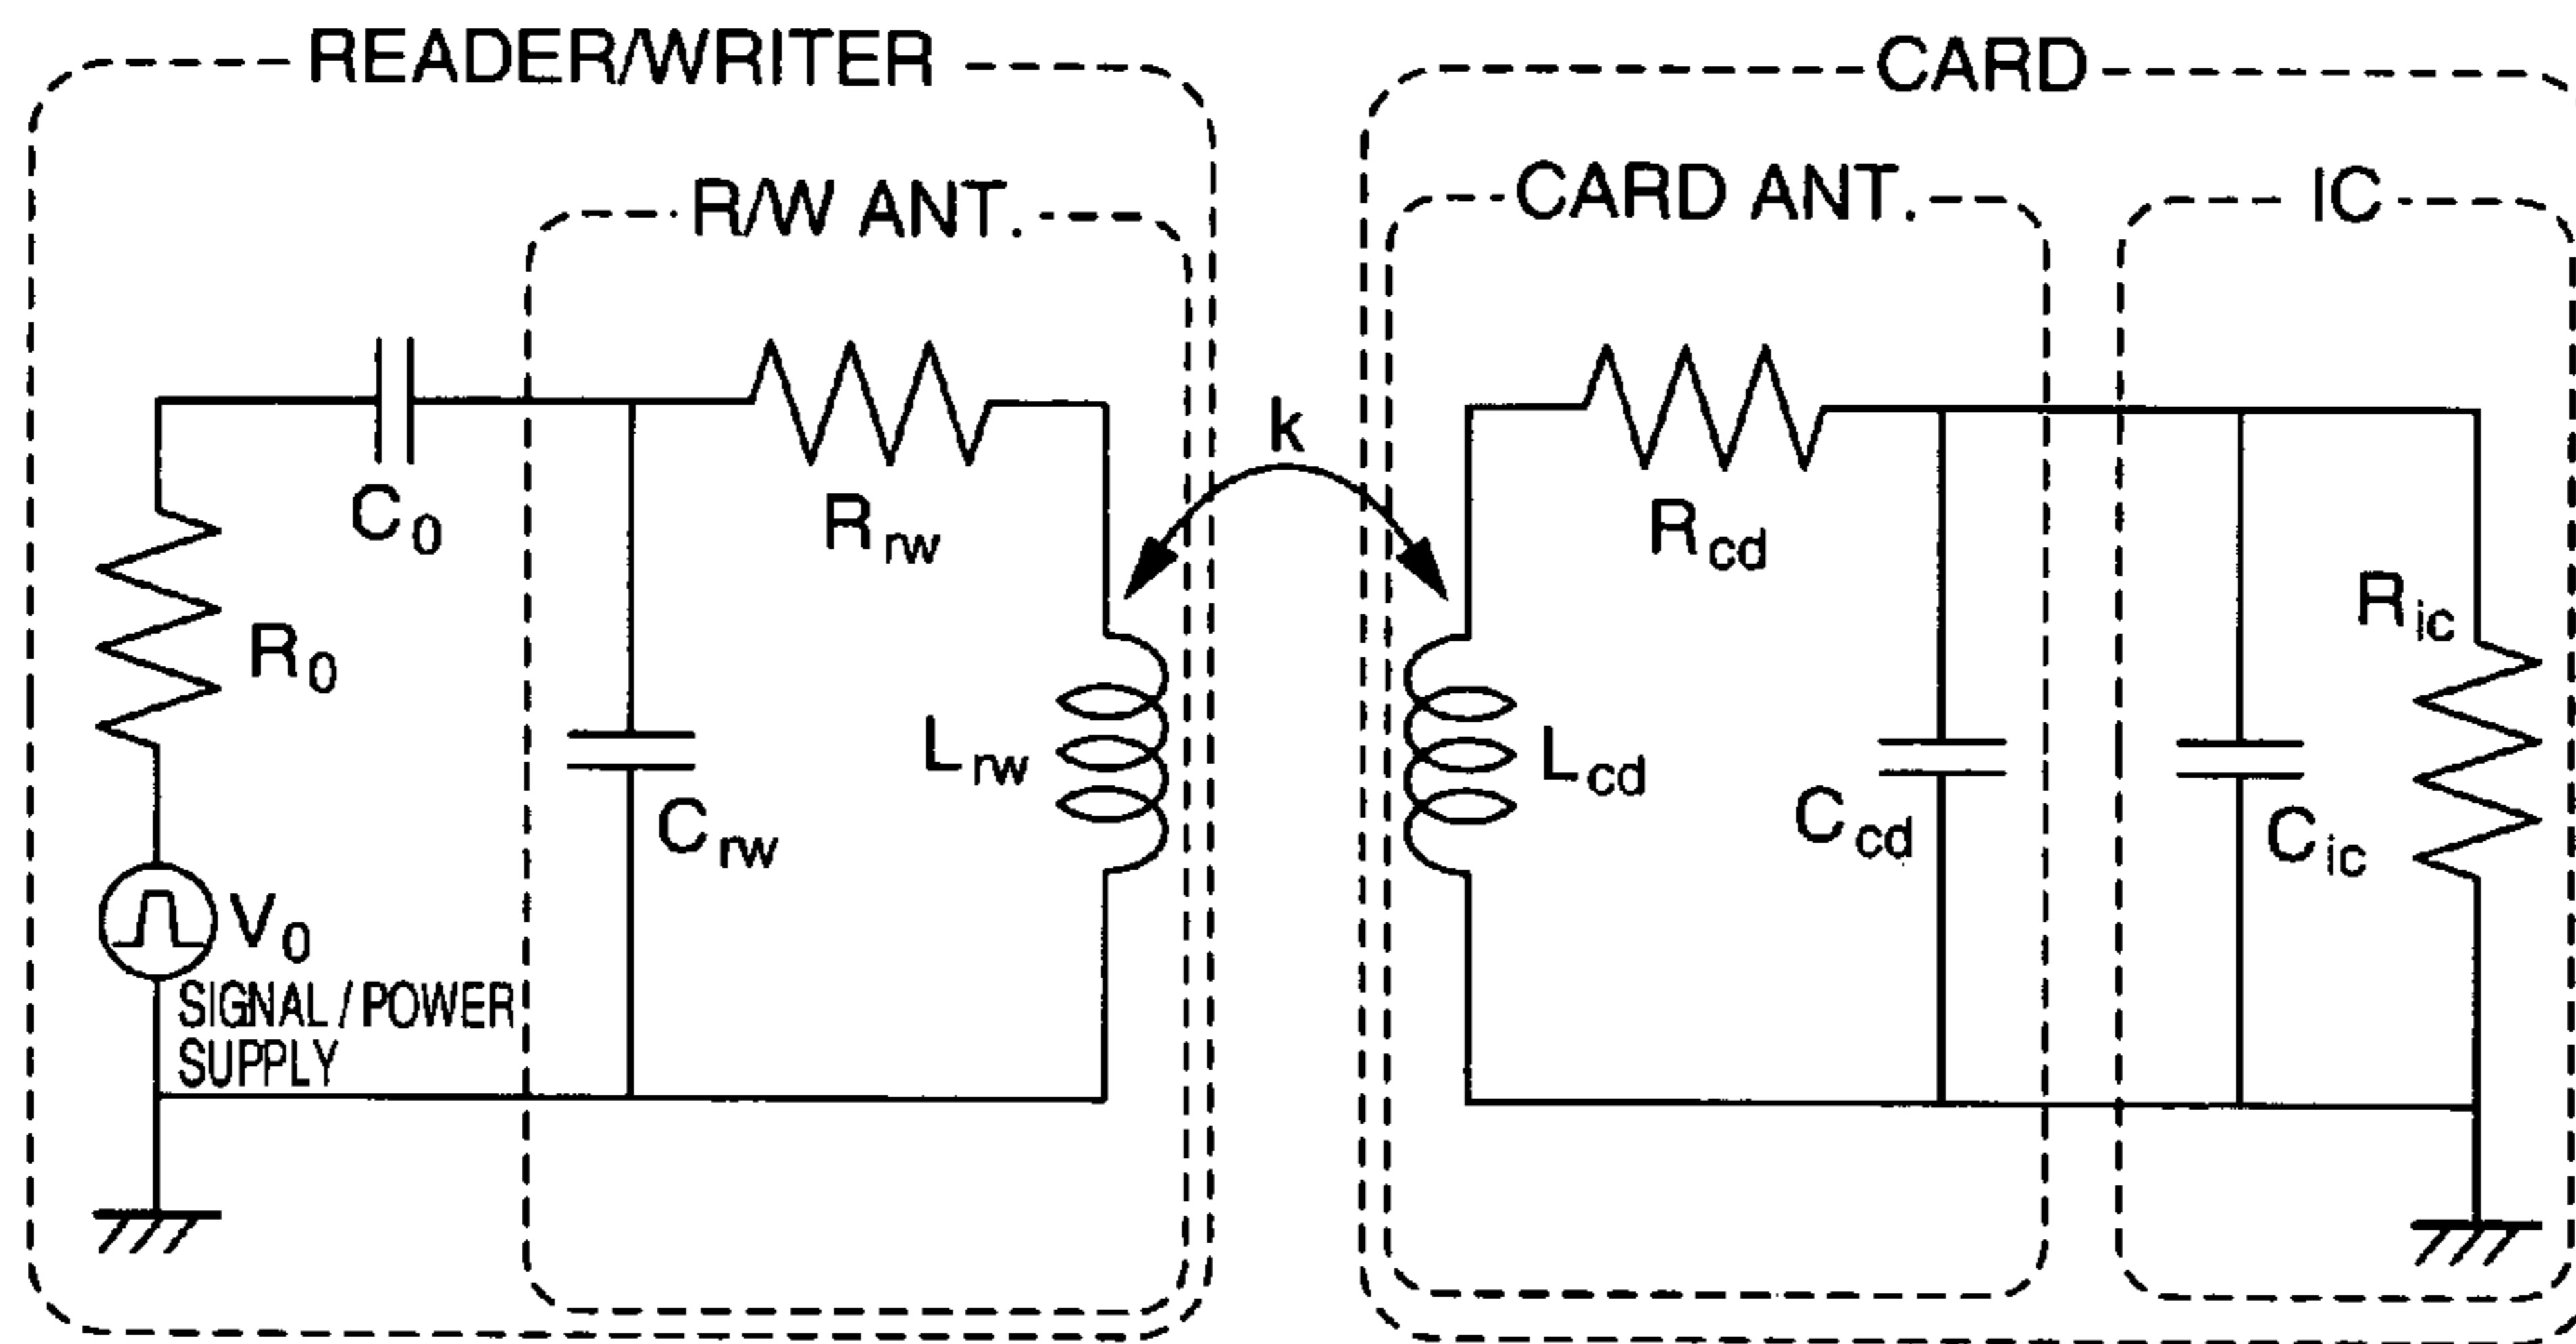 READER/WRITER
CARD
R/W ANT.
CARD ANT.
IC
k
C0
Rrw
Rcd
Ric
R0
Lrw
Lcd
Crw
Ccd
Cic
V0
SIGNAL / POWER
SUPPLY